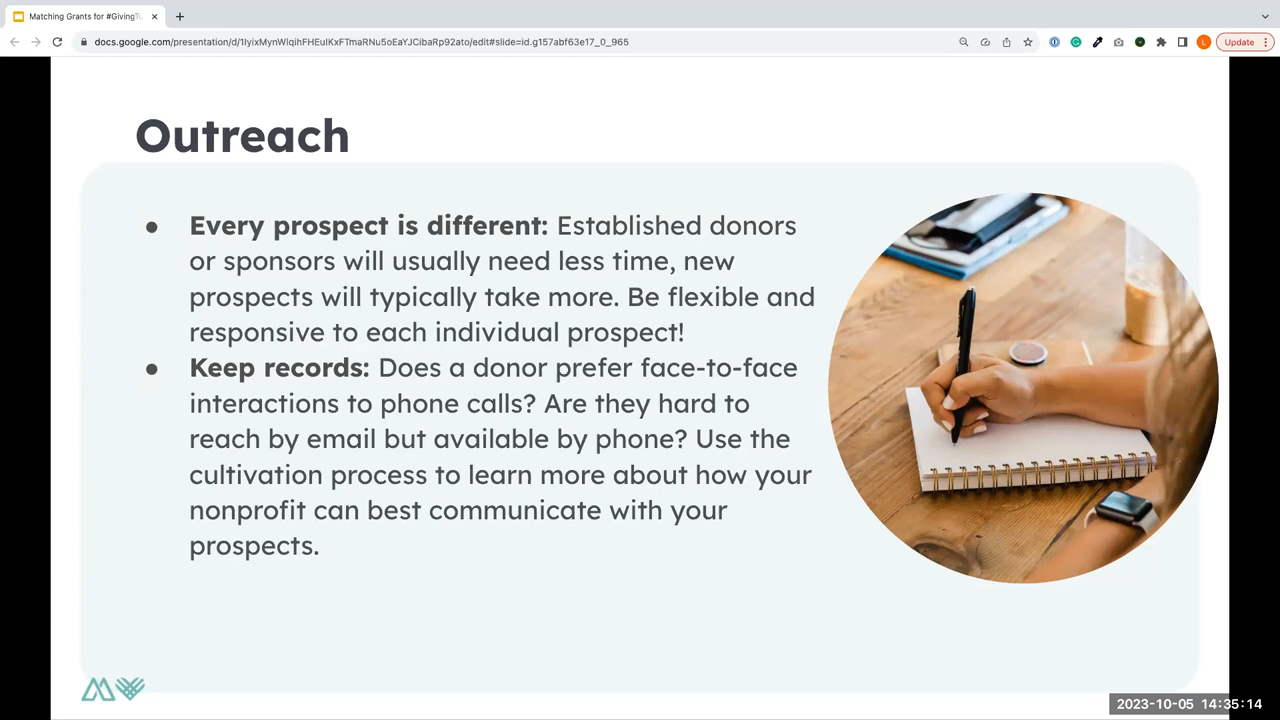 Matching Grants for #GivingTu
docs.google.com/presentation/d/1IyixMynWlqihFHEuIKxFTmaRNu5oEaYJCibaRp92ato/edit#slide=id.g157abf63e17_0_965
L
Update
Outreach
● Every prospect is different: Established donors
or sponsors will usually need less time, new
prospects will typically take more. Be flexible and
responsive to each individual prospect!
● Keep records: Does a donor prefer face-to-face
interactions to phone calls? Are they hard to
reach by email but available by phone? Use the
cultivation process to learn more about how your
nonprofit can best communicate with your
prospects.
2023-10-05 14:35:14